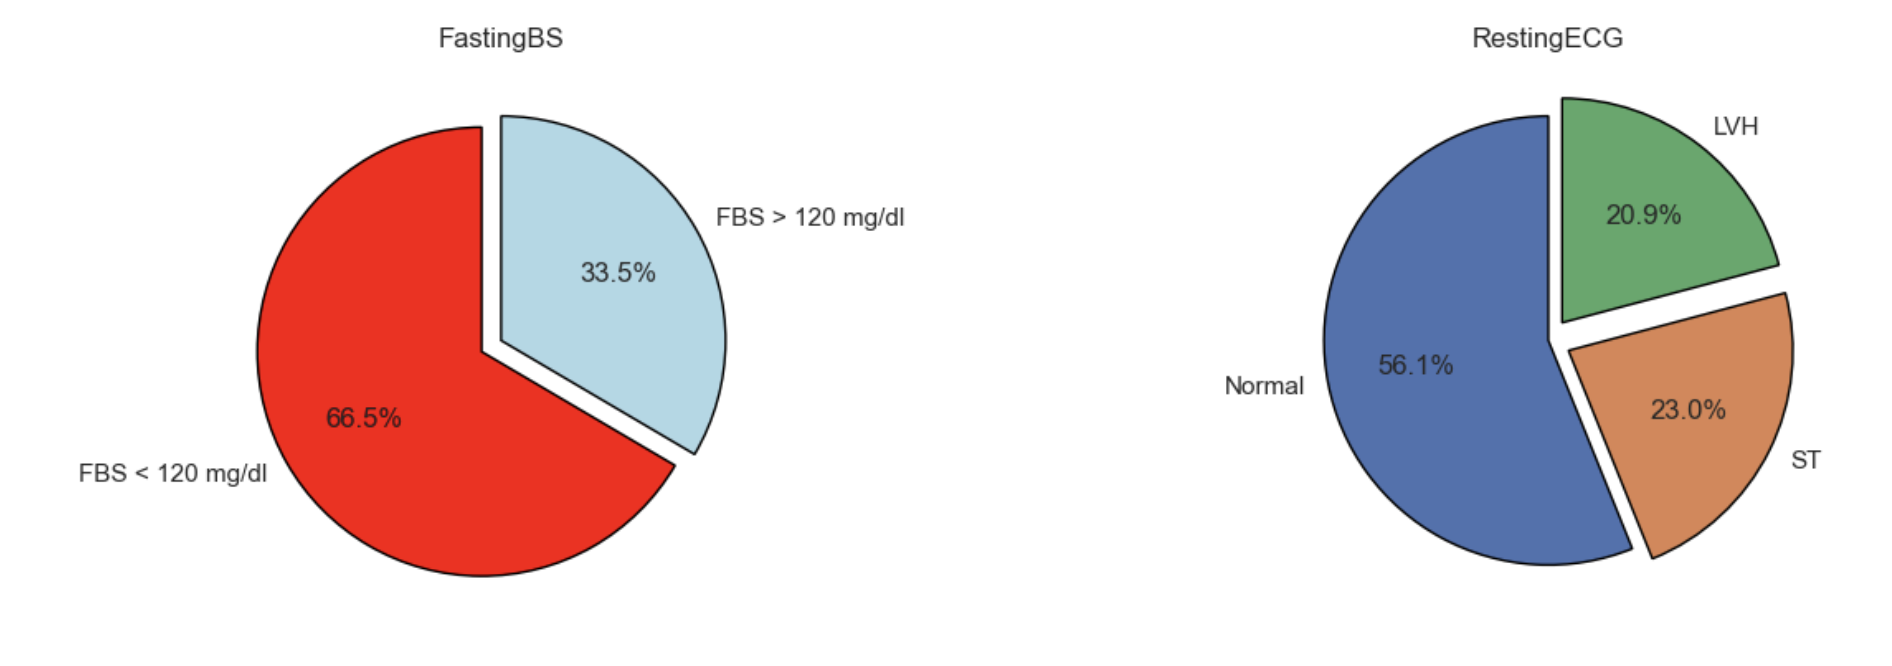 FastingBS
FBS > 120 mg/dl
33.5%
66.5%
FBS < 120 mg/dl
RestingECG
LVH
20.9%
56.1%
Normal
23.0%
ST